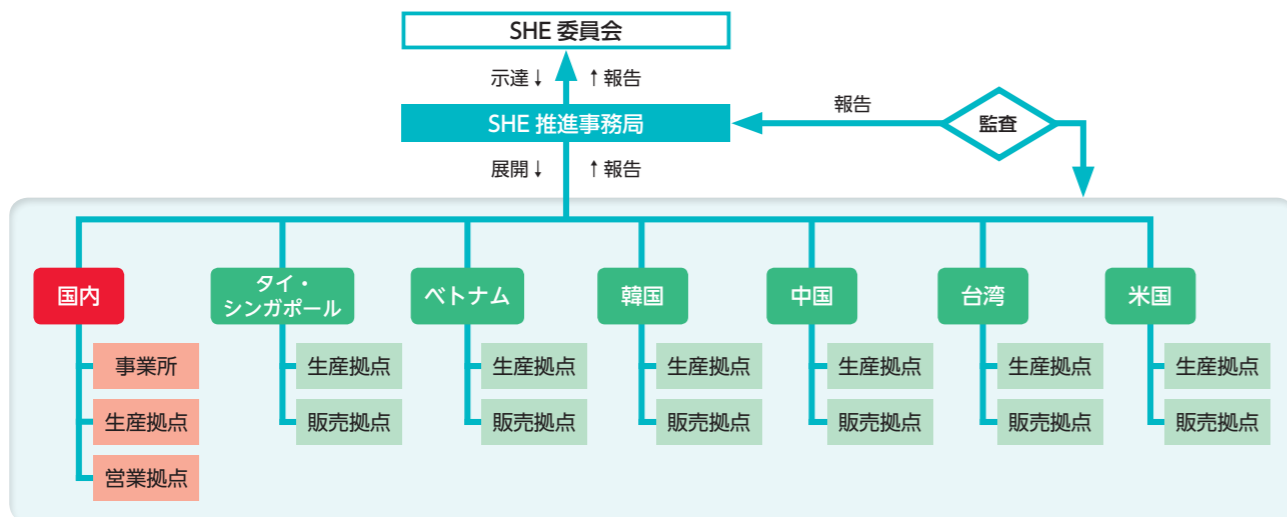 SHE 委員会
示達↓ ↑報告
SHE 推進事務局
報告
監査
展開↓ ↑報告
国内
タイ・
シンガポール
ベトナム
韓国
中国
台湾
米国
事業所
生産拠点
生産拠点
生産拠点
生産拠点
生産拠点
生産拠点
生産拠点
販売拠点
販売拠点
販売拠点
販売拠点
販売拠点
販売拠点
営業拠点